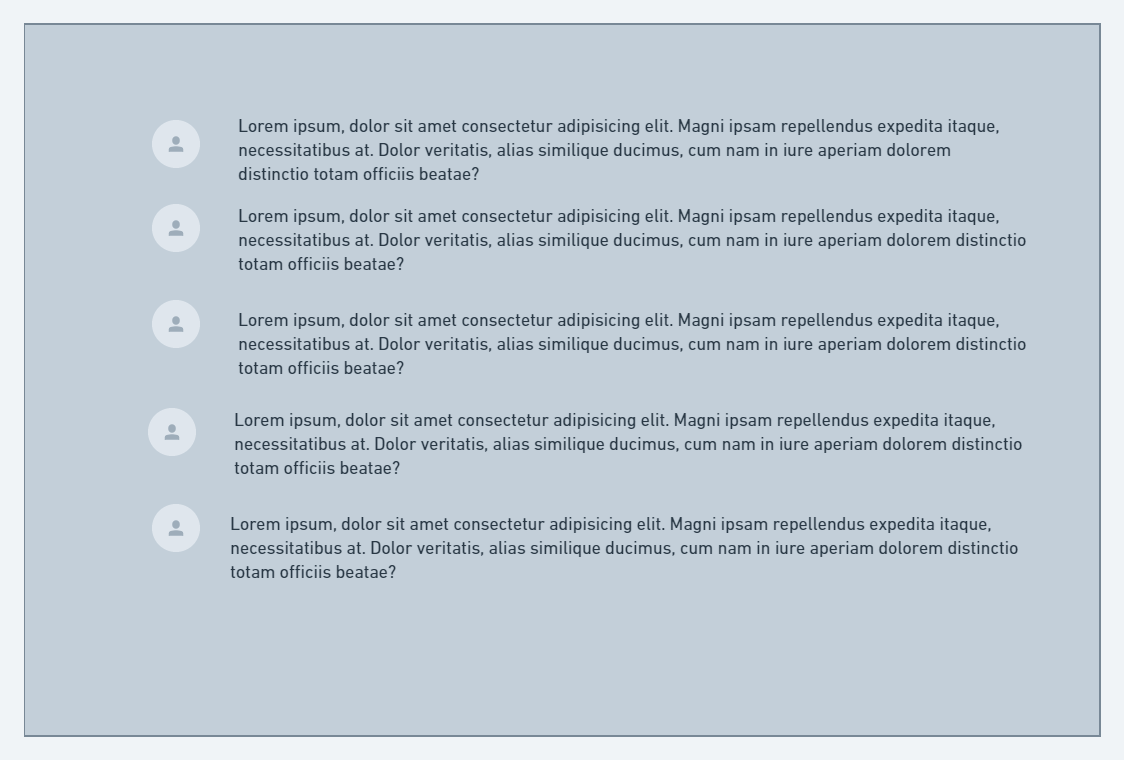 Lorem ipsum, dolor sit amet consectetur adipisicing elit. Magni ipsam repellendus expedita itaque,
necessitatibus at. Dolor veritatis, alias similique ducimus, cum nam in iure aperiam dolorem
distinctio totam officiis beatae?
Lorem ipsum, dolor sit amet consectetur adipisicing elit. Magni ipsam repellendus expedita itaque,
necessitatibus at. Dolor veritatis, alias similique ducimus, cum nam in iure aperiam dolorem distinctio
totam officiis beatae?
Lorem ipsum, dolor sit amet consectetur adipisicing elit. Magni ipsam repellendus expedita itaque,
necessitatibus at. Dolor veritatis, alias similique ducimus, cum nam in iure aperiam dolorem distinctio
totam officiis beatae?
Lorem ipsum, dolor sit amet consectetur adipisicing elit. Magni ipsam repellendus expedita itaque,
necessitatibus at. Dolor veritatis, alias similique ducimus, cum nam in iure aperiam dolorem distinctio
totam officiis beatae?
Lorem ipsum, dolor sit amet consectetur adipisicing elit. Magni ipsam repellendus expedita itaque,
necessitatibus at. Dolor veritatis, alias similique ducimus, cum nam in iure aperiam dolorem distinctio
totam officiis beatae?